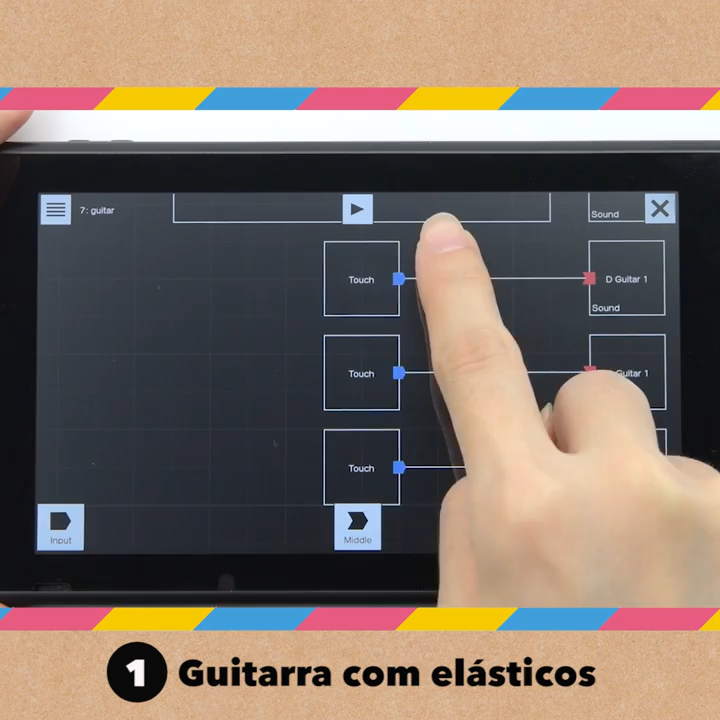 7: guitar
Sound
Touch
D Guitar 1
Sound
Touch
Guitar 1
Touch
Input
Middle
1 Guitarra com elásticos